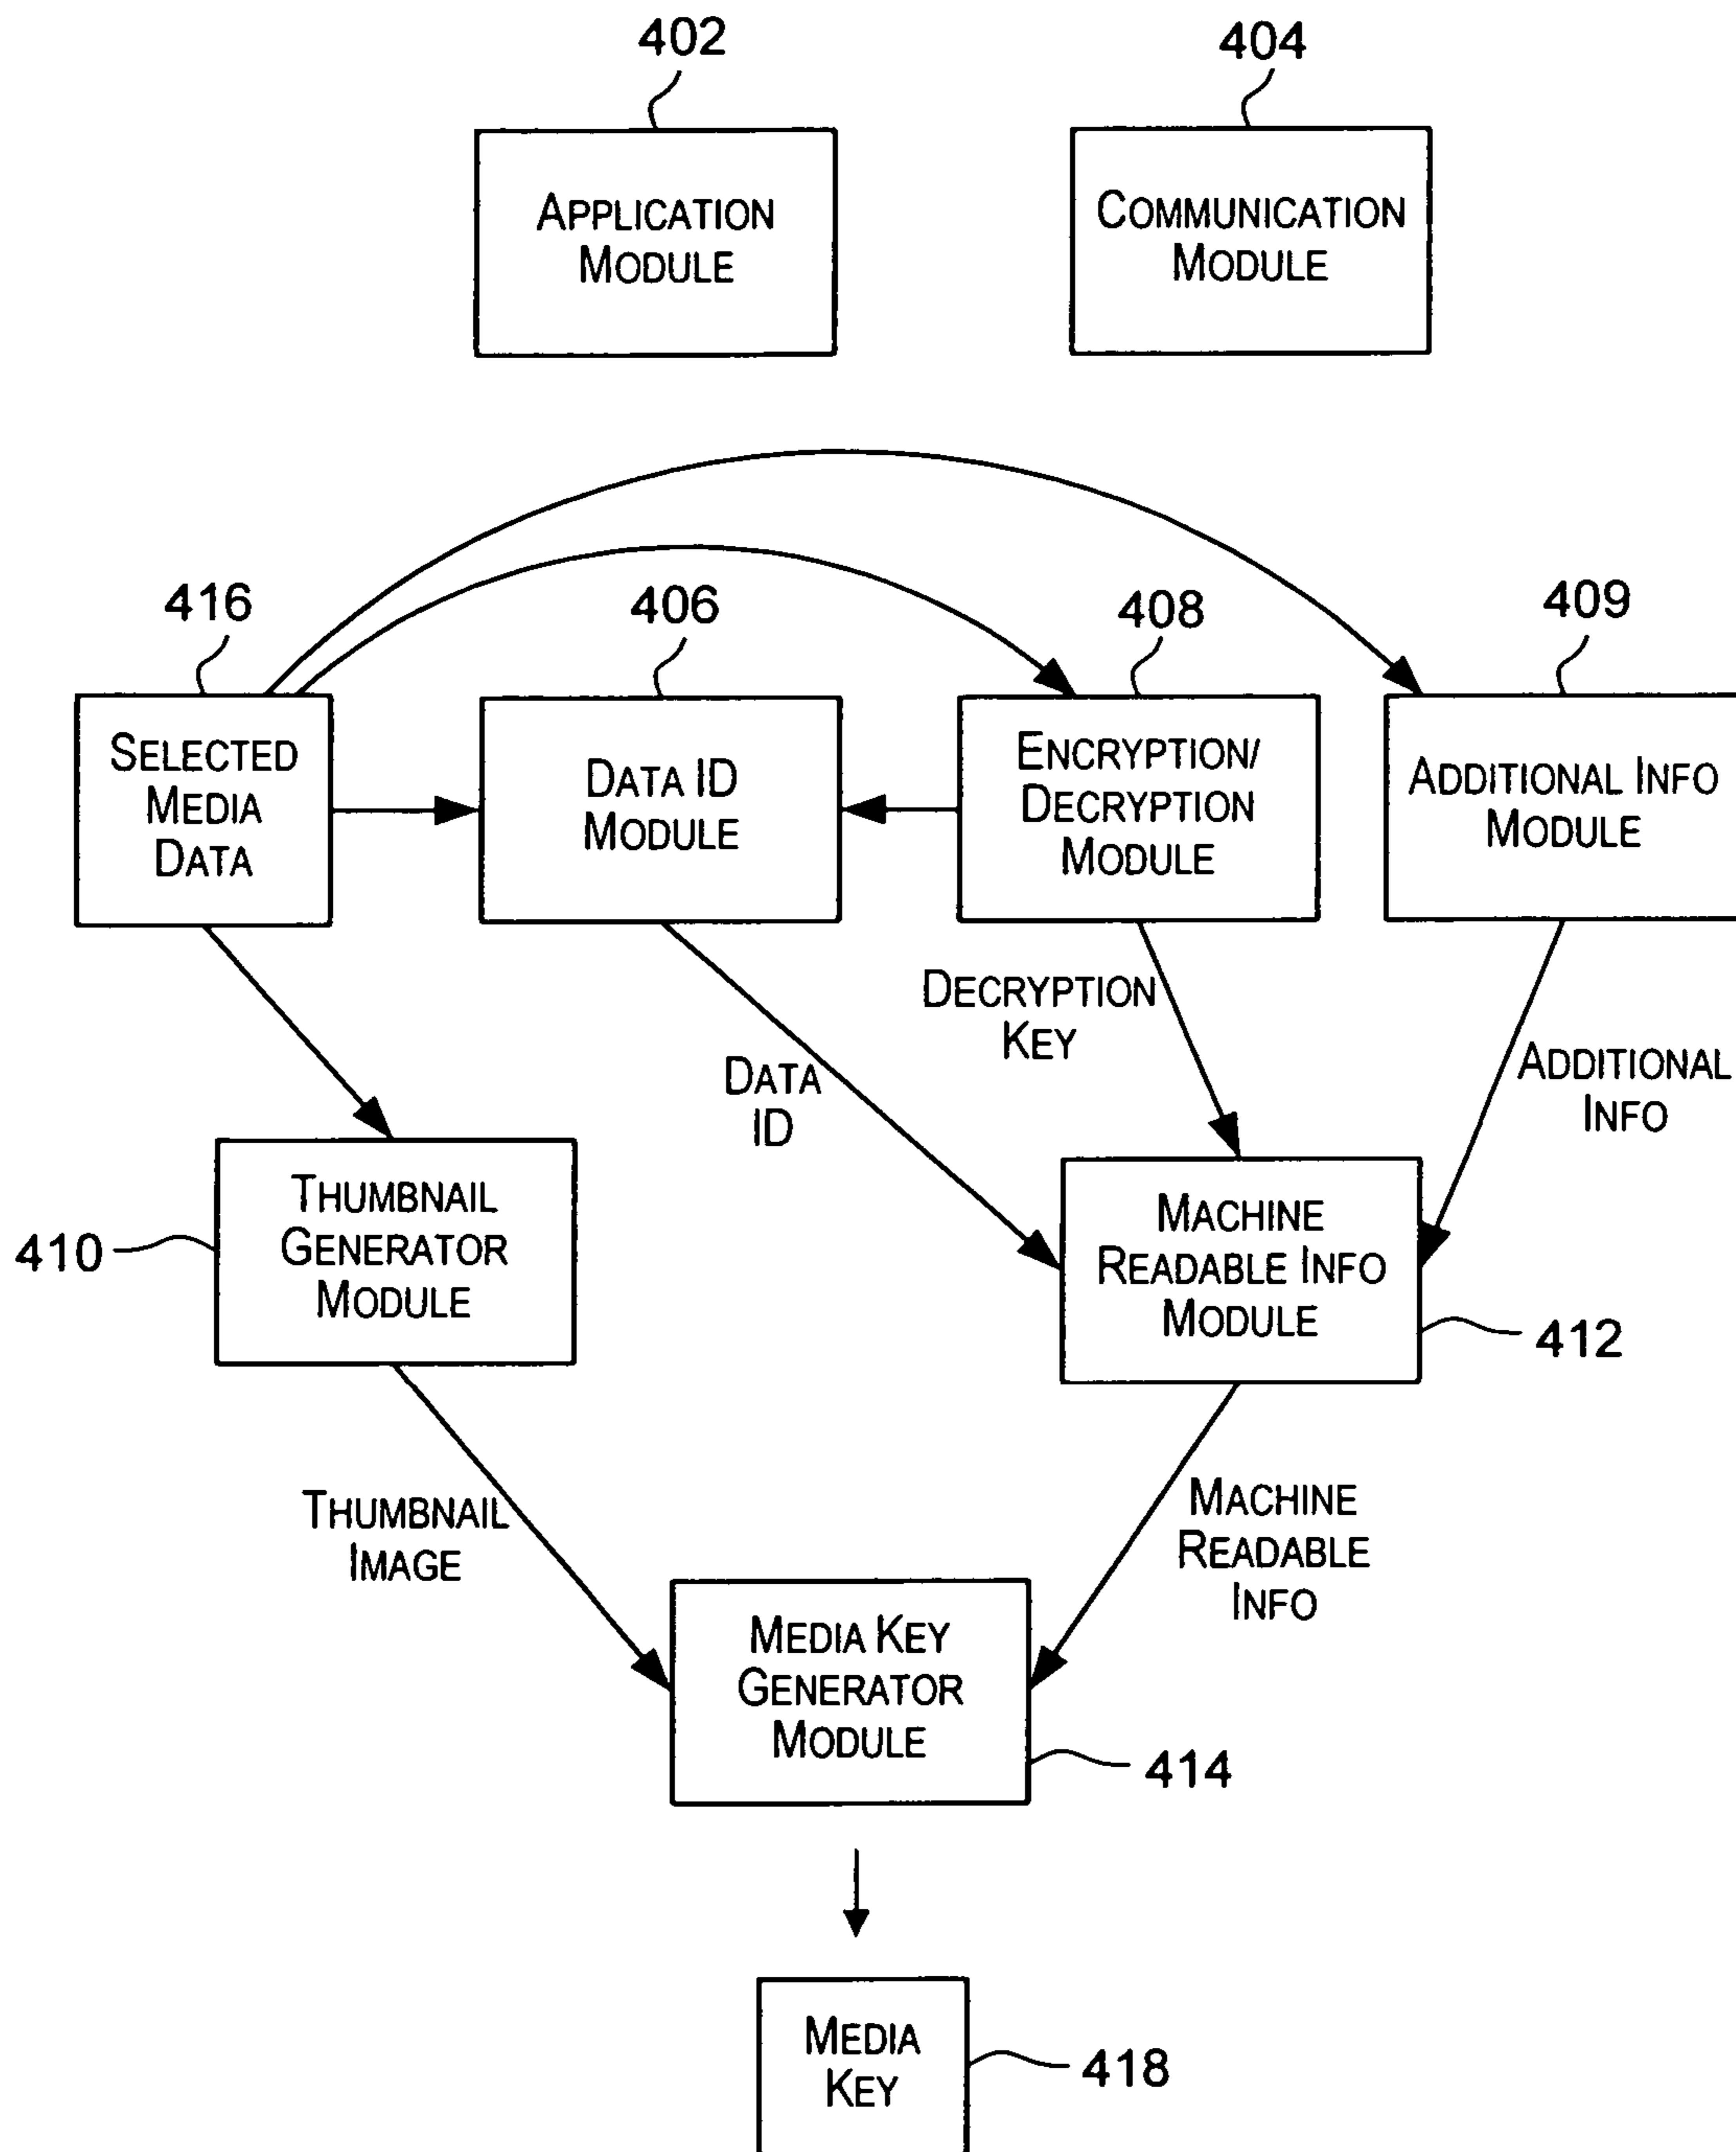 402
404
APPLICATION
MODULE
COMMUNICATION
MODULE
416
406
408
409
SELECTED
MEDIA
DATA
DATA ID
MODULE
ENCRYPTION/
DECRYPTION
MODULE
ADDITIONAL INFO
MODULE
DECRYPTION
KEY
DATA
ID
ADDITIONAL
INFO
410
THUMBNAIL
GENERATOR
MODULE
MACHINE
READABLE INFO
MODULE
412
THUMBNAIL
IMAGE
MACHINE
READABLE
INFO
MEDIA KEY
GENERATOR
MODULE
414
MEDIA
KEY
418